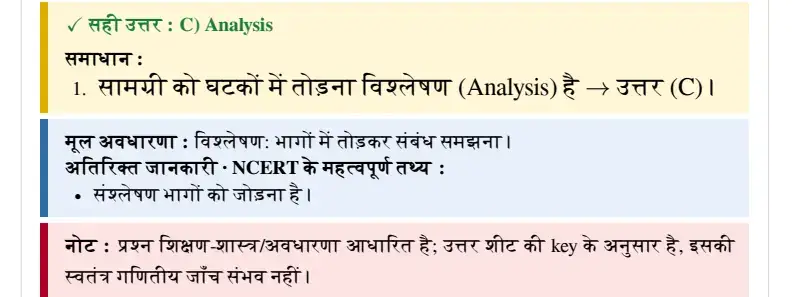 ✓ सही उत्तर : C) Analysis
समाधान :
1. सामग्री को घटकों में तोड़ना विश्लेषण (Analysis) है → उत्तर (C)।
मूल अवधारणा : विश्लेषण: भागों में तोड़कर संबंध समझना।
अतिरिक्त जानकारी · NCERT के महत्वपूर्ण तथ्य :
• संश्लेषण भागों को जोड़ना है।
नोट : प्रश्न शिक्षण-शास्त्र/अवधारणा आधारित है; उत्तर शीट की key के अनुसार है, इसकी
स्वतंत्र गणितीय जाँच संभव नहीं।